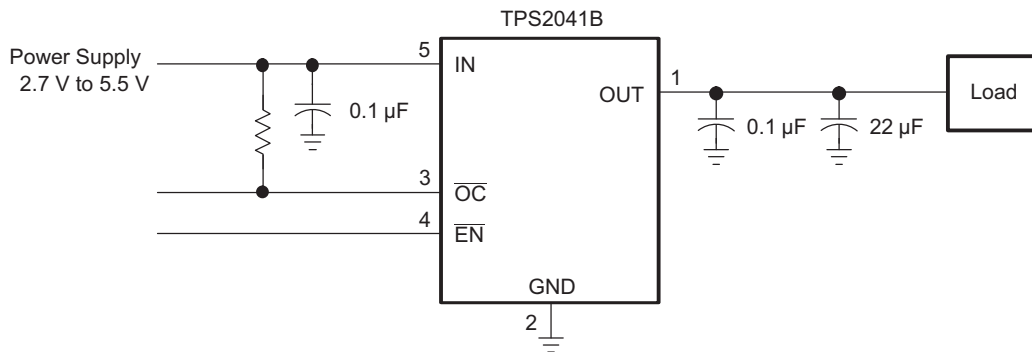 TPS2041B
Power Supply
2.7 V to 5.5 V
5
IN
0.1 µF
OUT
1
0.1 µF
22 µF
Load
3
OC
4
EN
GND
2